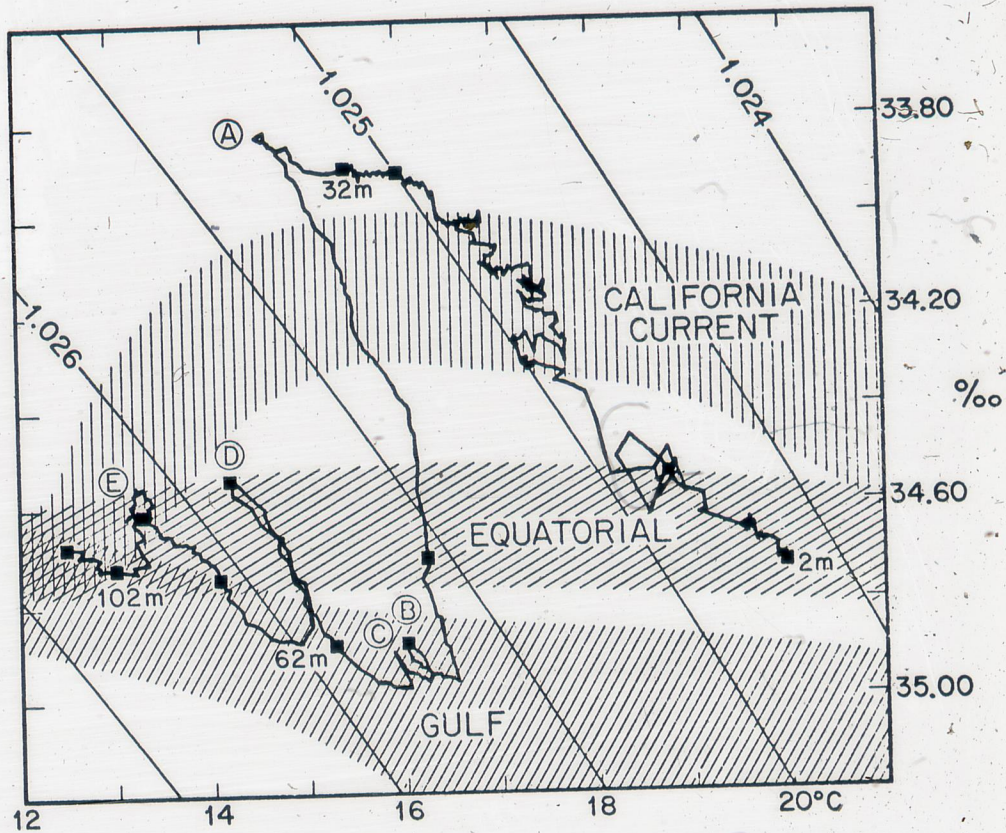 1.024
33.80
1.025
A
32m
CALIFORNIA
CURRENT
34.20
1.026
‰
D
E
34.60
EQUATORIAL
2m
102m
B
C
62m
35.00
GULF
12
14
16
18
20°C